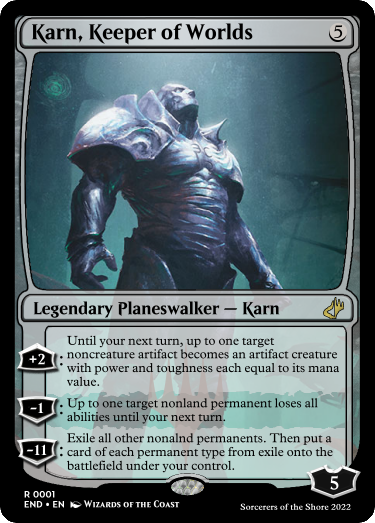 Karn, Keeper of Worlds 5
Legendary Planeswalker — Karn
Until your next turn, up to one target
noncreature artifact becomes an artifact creature
+2: with power and toughness each equal to its mana
value.
-1: Up to one target nonland permanent loses all
abilities until your next turn.
Exile all other nonalnd permanents. Then put a
-11: card of each permanent type from exile onto the
battlefield under your control.
5
R 0001
END • EN Wizards of the Coast
Sorcerers of the Shore 2022